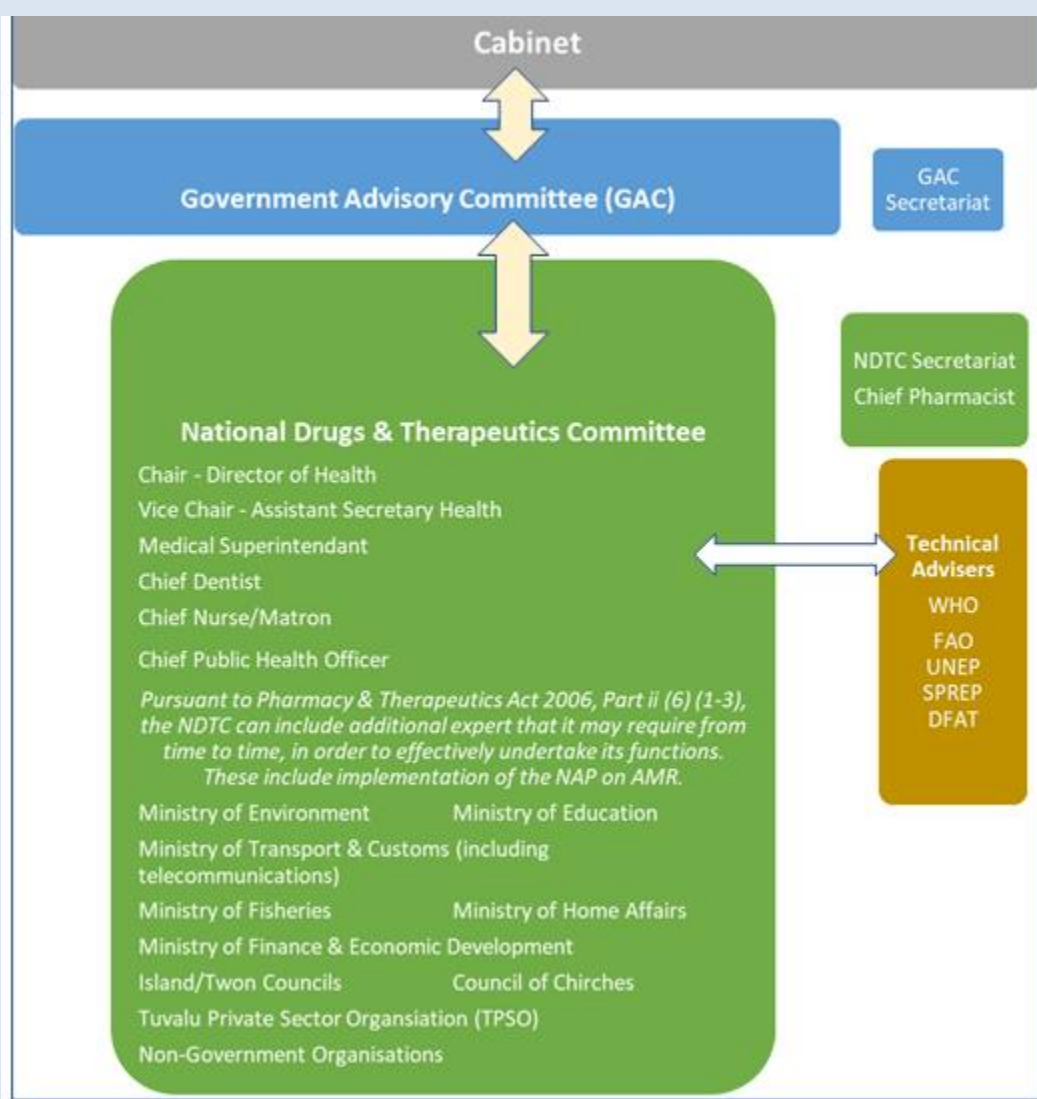 Cabinet
Government Advisory Committee (GAC)
GAC
Secretariat
NDTC Secretariat
Chief Pharmacist
National Drugs & Therapeutics Committee
Chair - Director of Health
Vice Chair - Assistant Secretary Health
Medical Superintendant
Chief Dentist
Chief Nurse/Matron
Chief Public Health Officer
Pursuant to Pharmacy & Therapeutics Act 2006, Part ii (6) (1-3),
the NDTC can include additional expert that it may require from
time to time, in order to effectively undertake its functions.
These include implementation of the NAP on AMR.
Ministry of Environment Ministry of Education
Ministry of Transport & Customs (including
telecommunications)
Ministry of Fisheries Ministry of Home Affairs
Ministry of Finance & Economic Development
Island/Twon Councils Council of Chirches
Tuvalu Private Sector Organsiation (TPSO)
Non-Government Organisations
Technical
Advisers
WHO
FAO
UNEP
SPREP
DFAT